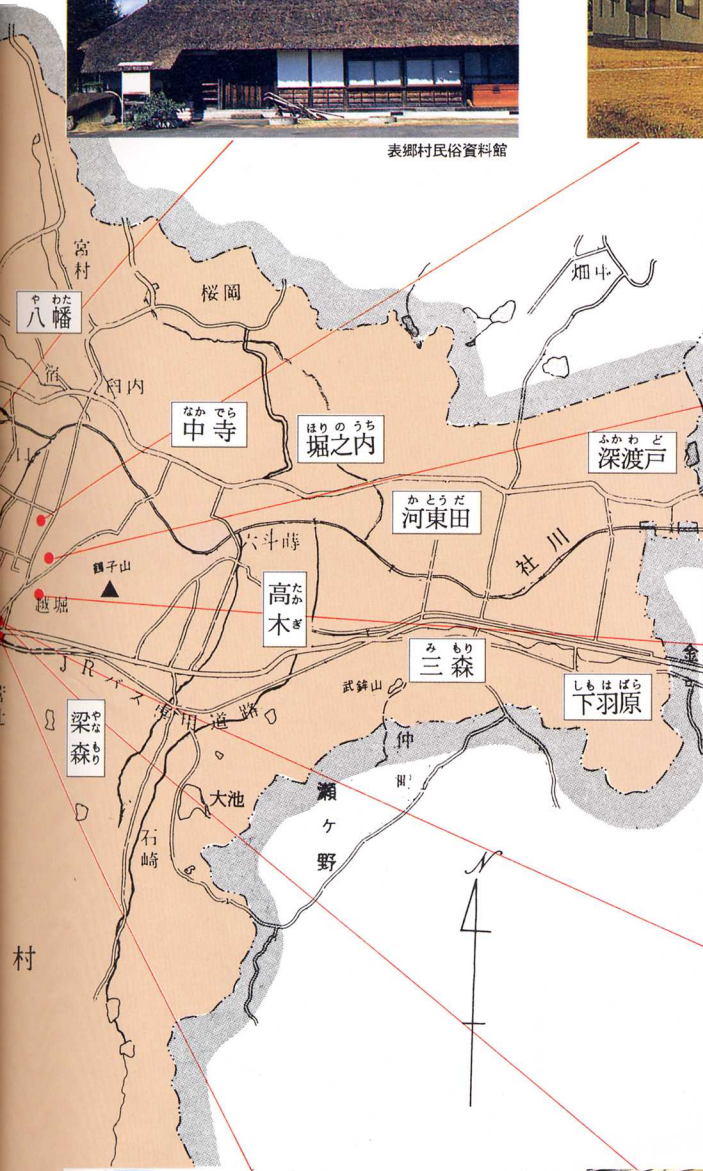 表郷村民俗資料館
宮村
畑中
桜岡
やわた
八幡
宿
臼内
なかでら
中寺
ほりのうち
堀之内
ふかわど
深渡戸
かとうだ
河東田
六斗蒔
社川
鶴子山
越堀
たかぎ
高木
みもり
三森
JRバス専用道路
武鉾山
しもはばら
下羽原
やなもり
梁森
大池
仲
瀬ヶ野
石崎
村
N